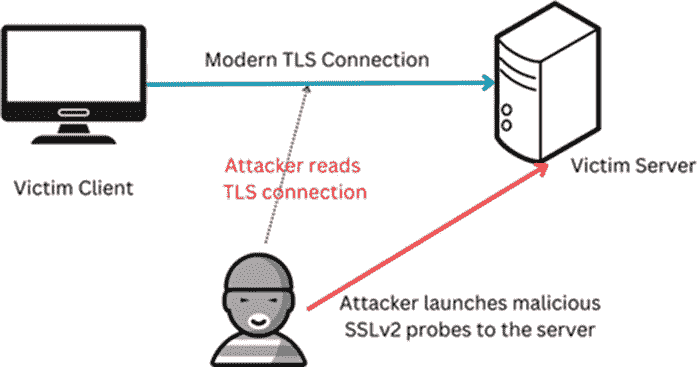 Modern TLS Connection
Attacker reads
TLS connection
Victim Client
Victim Server
Attacker launches malicious
SSLv2 probes to the server